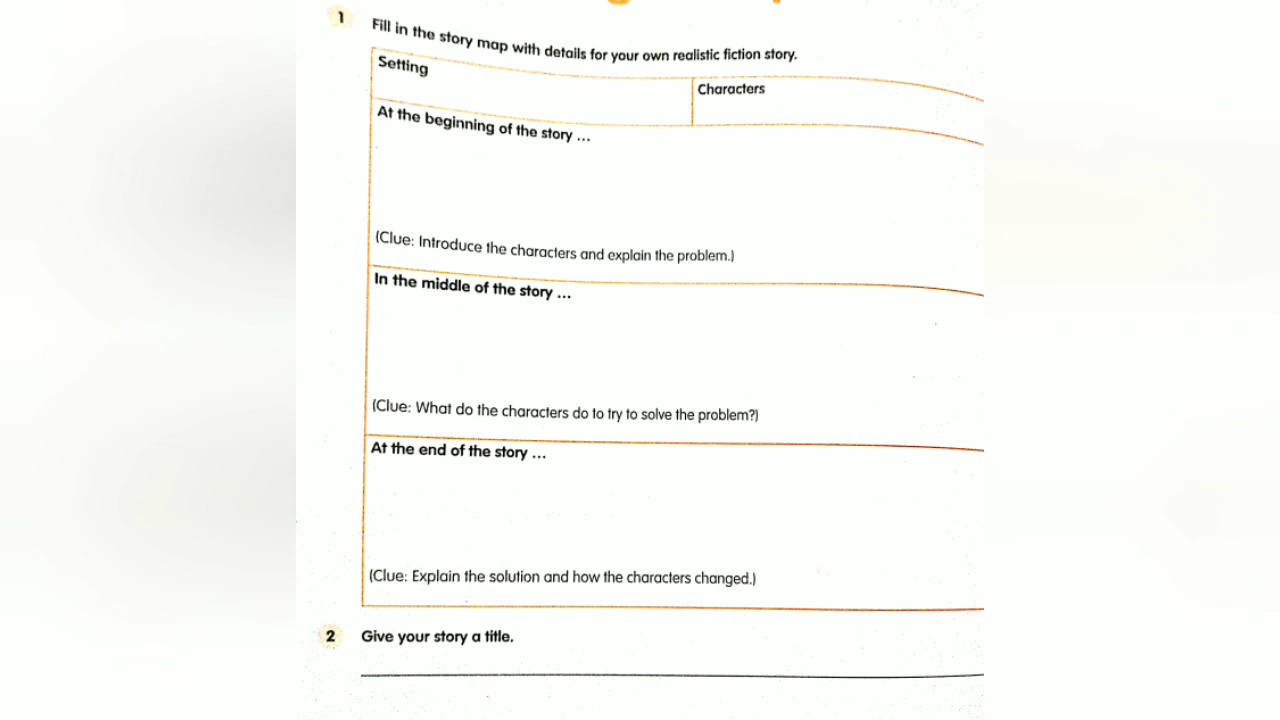 1 Fill in the story map with details for your own realistic fiction story.
Setting
Characters
At the beginning of the story ...
(Clue: Introduce the characters and explain the problem.)
In the middle of the story ...
(Clue: What do the characters do to try to solve the problem?)
At the end of the story ...
(Clue: Explain the solution and how the characters changed.)
2 Give your story a title.